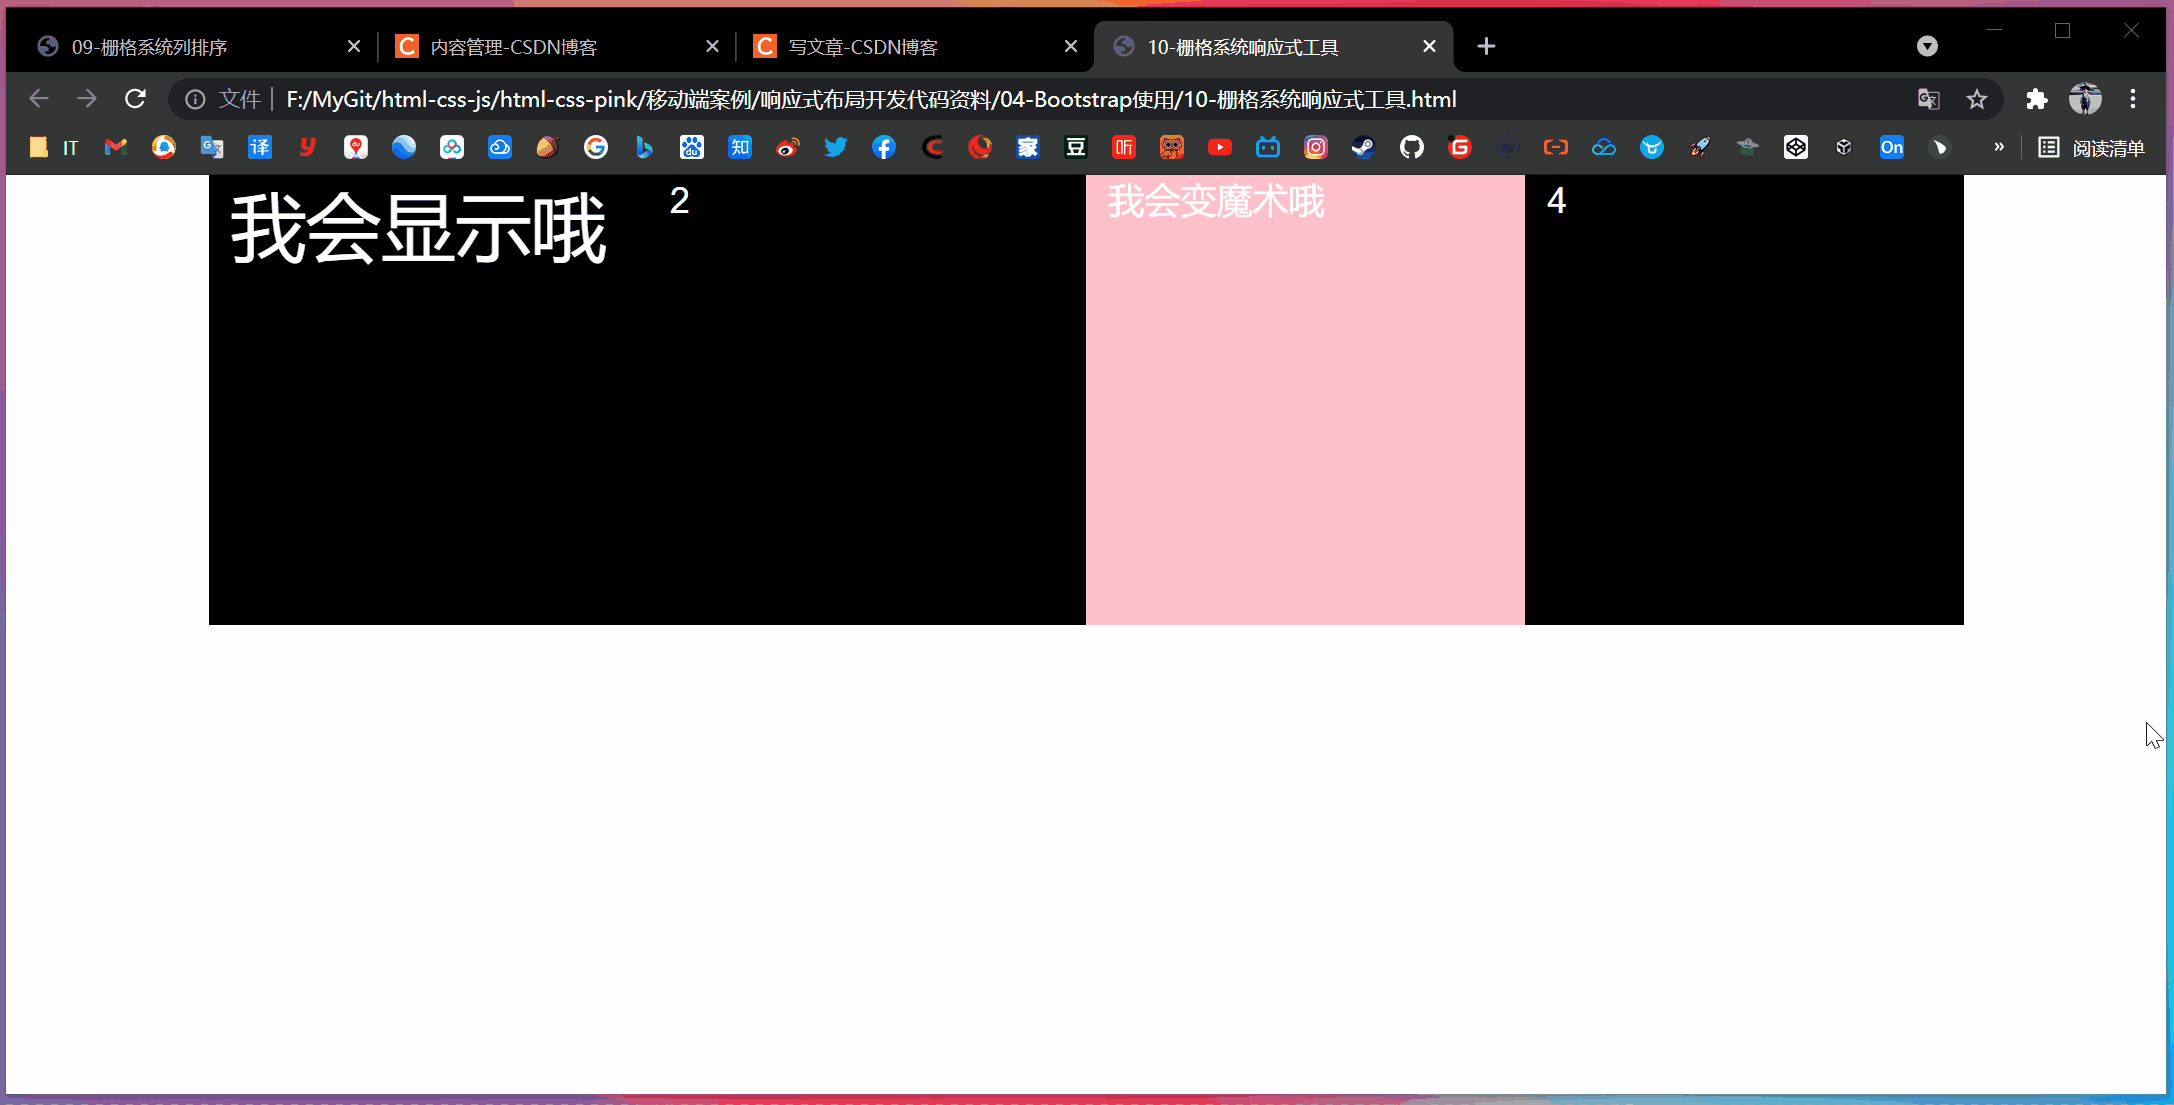 09-栅格系统列排序
内容管理-CSDN博客
写文章-CSDN博客
10-栅格系统响应式工具
文件
F:/MyGit/html-css-js/html-css-pink/移动端案例/响应式布局开发代码资料/04-Bootstrap使用/10-栅格系统响应式工具.html
IT
译
知
家
豆
听
On
»
阅读清单
我会显示哦
2
我会变魔术哦
4